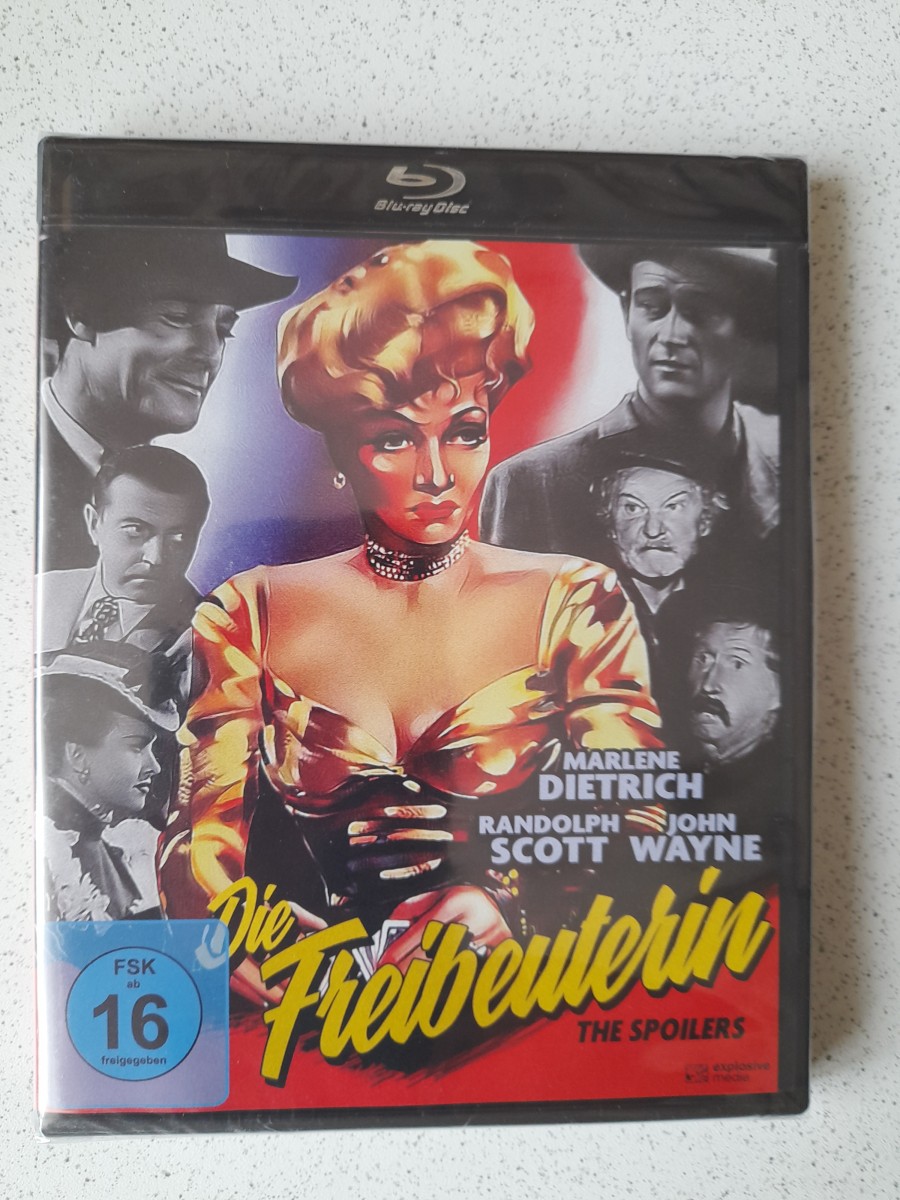 Blu-ray Disc
MARLENE
DIETRICH
RANDOLPH JOHN
SCOTT WAYNE
Die
Freibeuterin
THE SPOILERS
FSK
ab
16
freigegeben
explosive
media